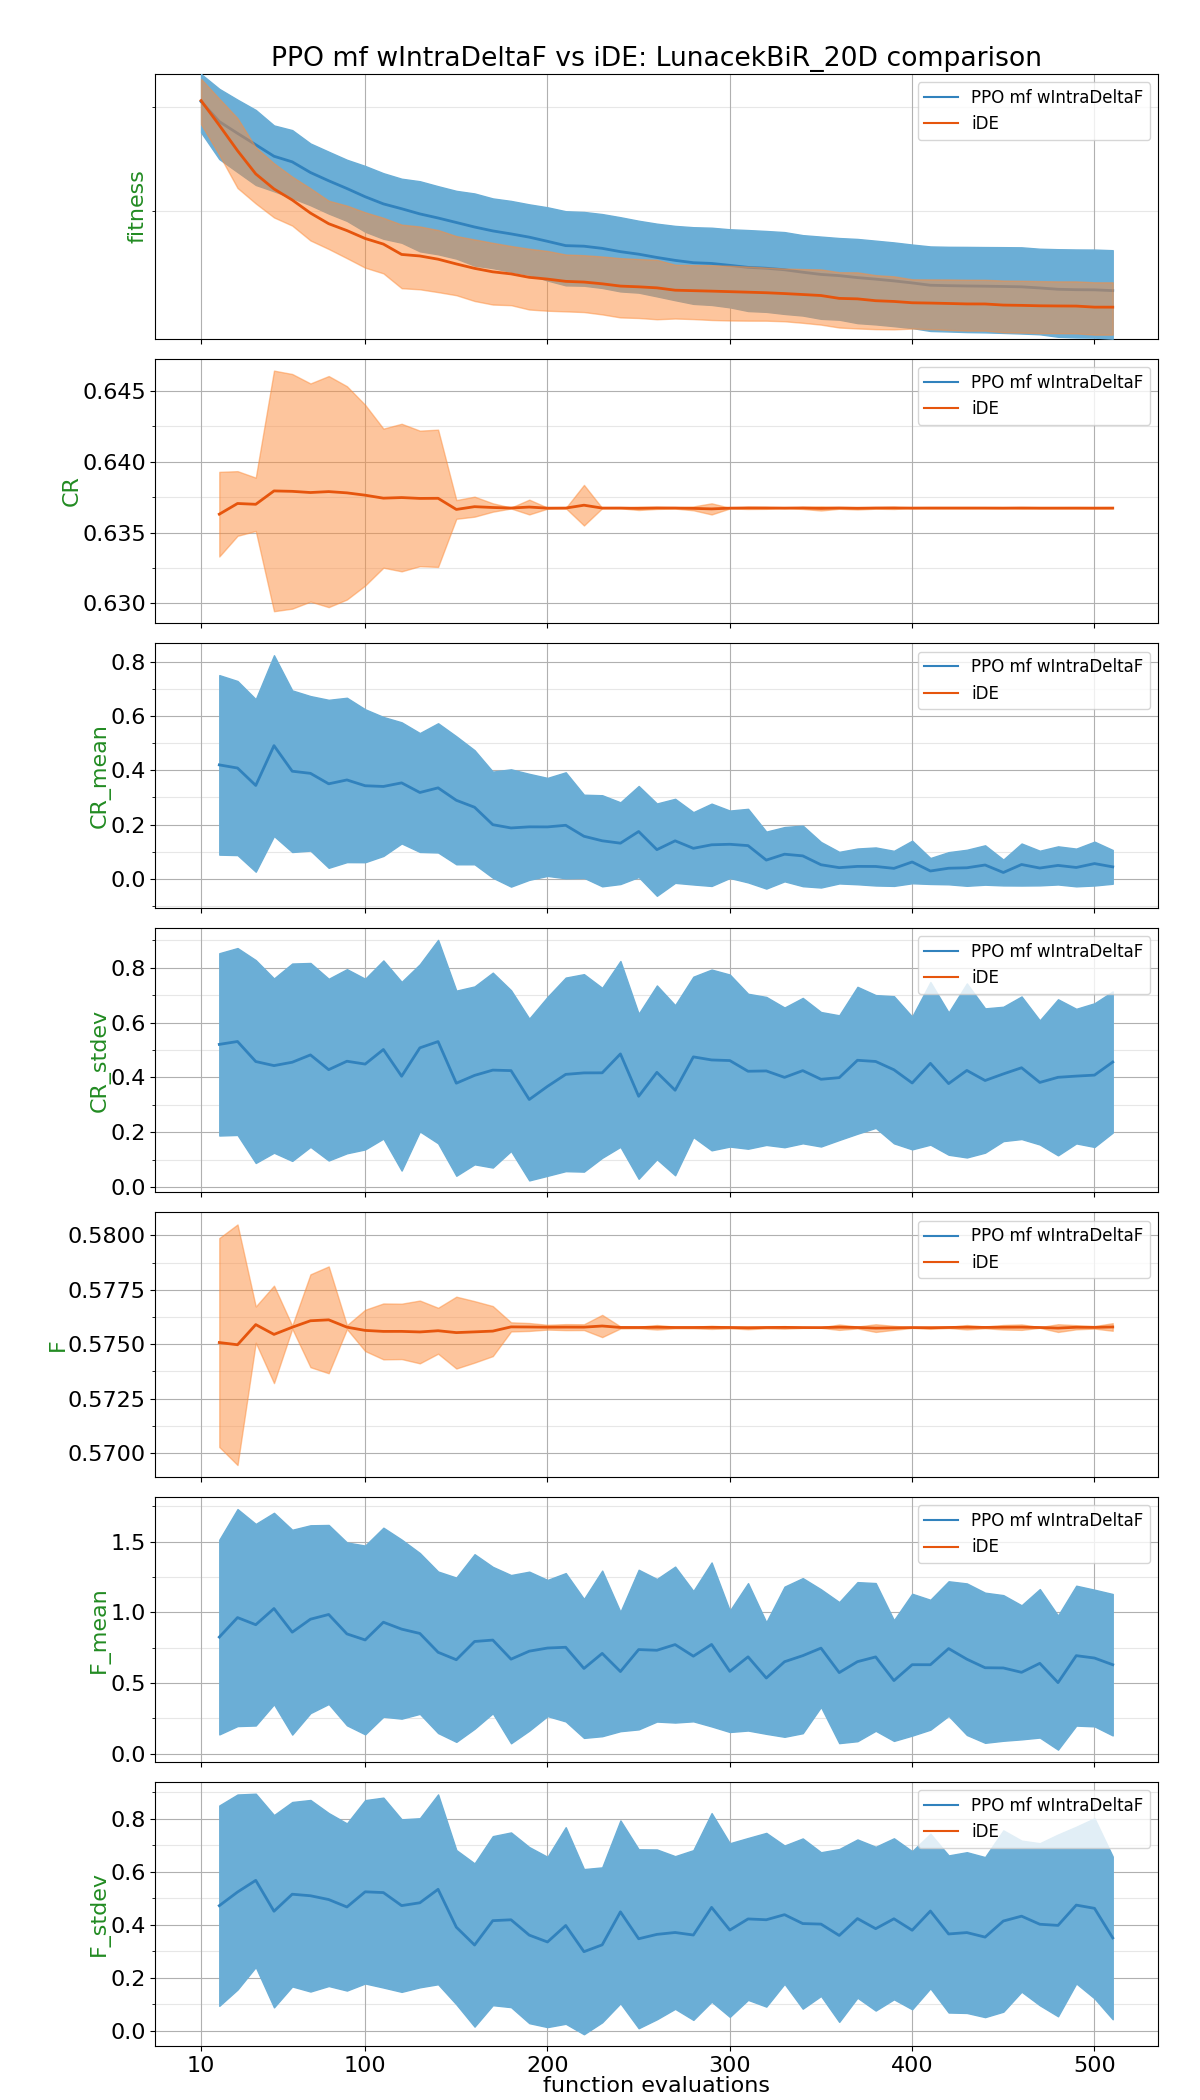 PPO mf wIntraDeltaF vs iDE: LunacekBiR_20D comparison
fitness
PPO mf wIntraDeltaF
iDE
CR
0.645
0.640
0.635
0.630
PPO mf wIntraDeltaF
iDE
CR_mean
0.8
0.6
0.4
0.2
0.0
PPO mf wIntraDeltaF
iDE
CR_stdev
0.8
0.6
0.4
0.2
0.0
PPO mf wIntraDeltaF
iDE
F
0.5800
0.5775
0.5750
0.5725
0.5700
PPO mf wIntraDeltaF
iDE
F_mean
1.5
1.0
0.5
0.0
PPO mf wIntraDeltaF
iDE
F_stdev
0.8
0.6
0.4
0.2
0.0
PPO mf wIntraDeltaF
iDE
10 100 200 300 400 500
function evaluations